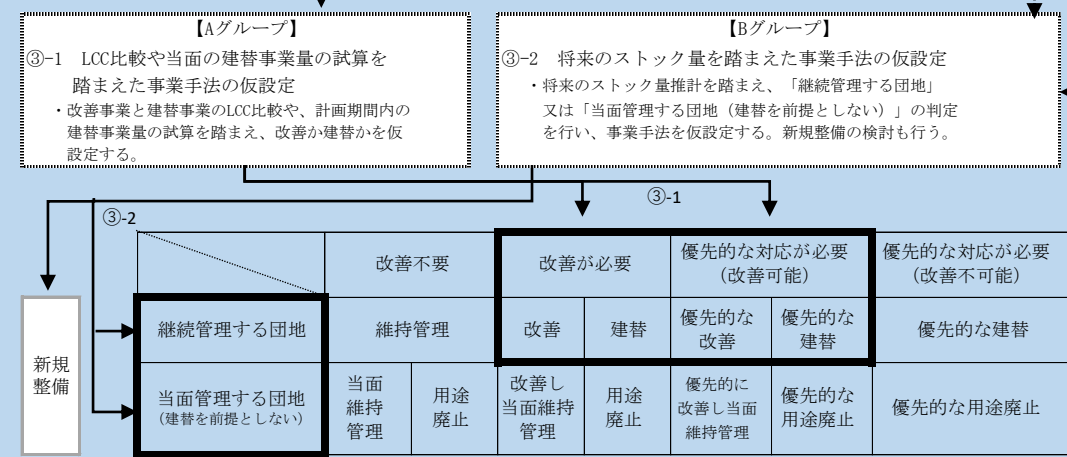 【Aグループ】
③-1 LCC比較や当面の建替事業量の試算を
踏まえた事業手法の仮設定
・改善事業と建替事業のLCC比較や、計画期間内の
建替事業量の試算を踏まえ、改善か建替かを仮
設定する。
【Bグループ】
③-2 将来のストック量を踏まえた事業手法の仮設定
・将来のストック量推計を踏まえ、「継続管理する団地」
又は「当面管理する団地（建替を前提としない）」の判定
を行い、事業手法を仮設定する。新規整備の検討も行う。
③-1
③-2
改善不要
改善が必要
優先的な対応が必要
（改善可能）
優先的な対応が必要
（改善不可能）
新規
整備
継続管理する団地
維持管理
改善
建替
優先的な
改善
優先的な
建替
優先的な建替
当面管理する団地
（建替を前提としない）
当面
維持
管理
用途
廃止
改善し
当面維持
管理
用途
廃止
優先的に
改善し当面
維持管理
優先的な
用途廃止
優先的な用途廃止